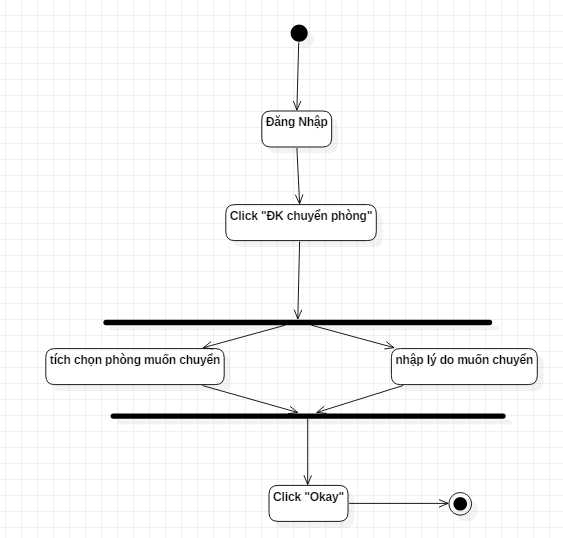 Đăng Nhập
Click "ĐK chuyển phòng"
tích chọn phòng muốn chuyển
nhập lý do muốn chuyển
Click "Okay"